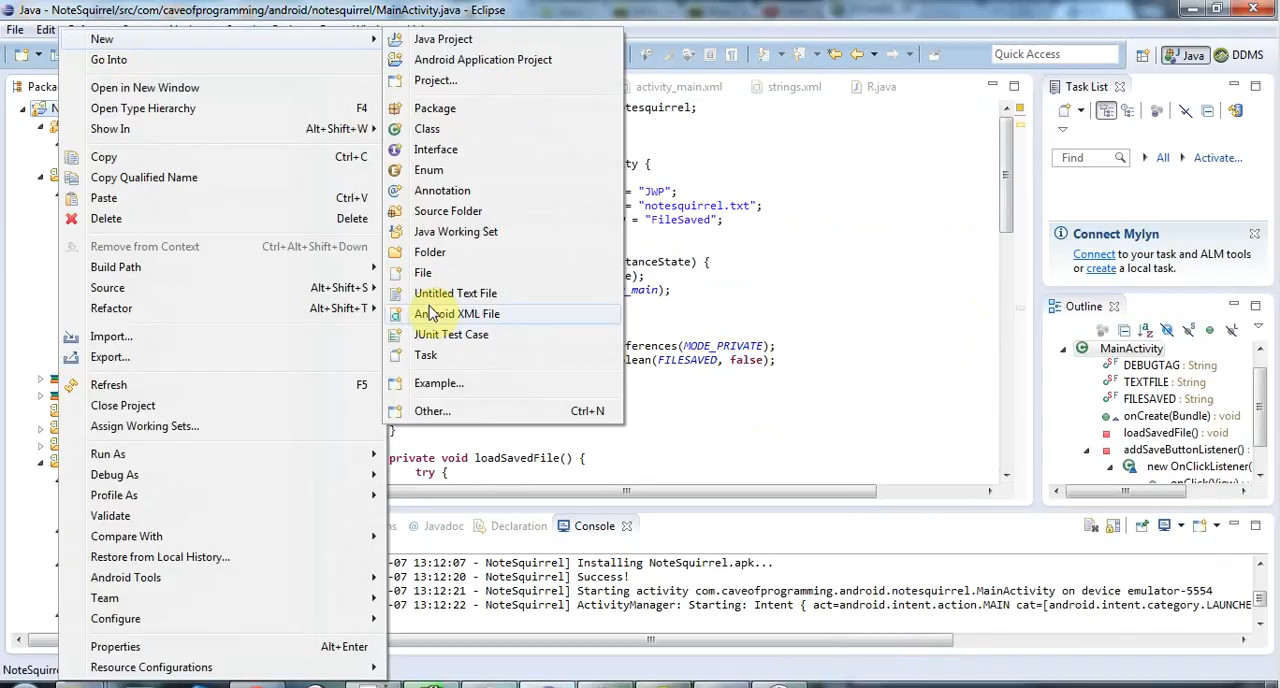 Java - NoteSquirrel/src/com/caveofprogramming/android/notesquirrel/MainActivity.java - Eclipse
File Edit
Quick Access
Java
DDMS
New
Go Into
Open in New Window
Open Type Hierarchy F4
Show In Alt+Shift+W
Copy Ctrl+C
Copy Qualified Name
Paste Ctrl+V
Delete Delete
Remove from Context Ctrl+Alt+Shift+Down
Build Path
Source Alt+Shift+S
Refactor Alt+Shift+T
Import...
Export...
Refresh F5
Close Project
Assign Working Sets...
Run As
Debug As
Profile As
Validate
Compare With
Restore from Local History...
Android Tools
Team
Configure
Properties Alt+Enter
Resource Configurations
Java Project
Android Application Project
Project...
Package
Class
Interface
Enum
Annotation
Source Folder
Java Working Set
Folder
File
Untitled Text File
Android XML File
JUnit Test Case
Task
Example...
Other... Ctrl+N
Packa
N
activity_main.xml strings.xml R.java
otesquirrel;
ity {
= "JWP";
= "notesquirrel.txt";
= "FileSaved";
tanceState) {
e);
_main);
ferences(MODE_PRIVATE);
lean(FILESAVED, false);
}
private void loadSavedFile() {
try {
Task List
Find All Activate...
Connect Mylyn
Connect to your task and ALM tools
or create a local task.
Outline
MainActivity
DEBUGTAG : String
TEXTFILE : String
FILESAVED : String
onCreate(Bundle) : void
loadSavedFile() : void
addSaveButtonListener() :
new OnClickListener(
onClick(View) : void
ns @ Javadoc Declaration Console
-07 13:12:07 - NoteSquirrel] Installing NoteSquirrel.apk...
-07 13:12:20 - NoteSquirrel] Success!
-07 13:12:21 - NoteSquirrel] Starting activity com.caveofprogramming.android.notesquirrel.MainActivity on device emulator-5554
-07 13:12:22 - NoteSquirrel] ActivityManager: Starting: Intent { act=android.intent.action.MAIN cat=[android.intent.category.LAUNCHE
NoteSquirr